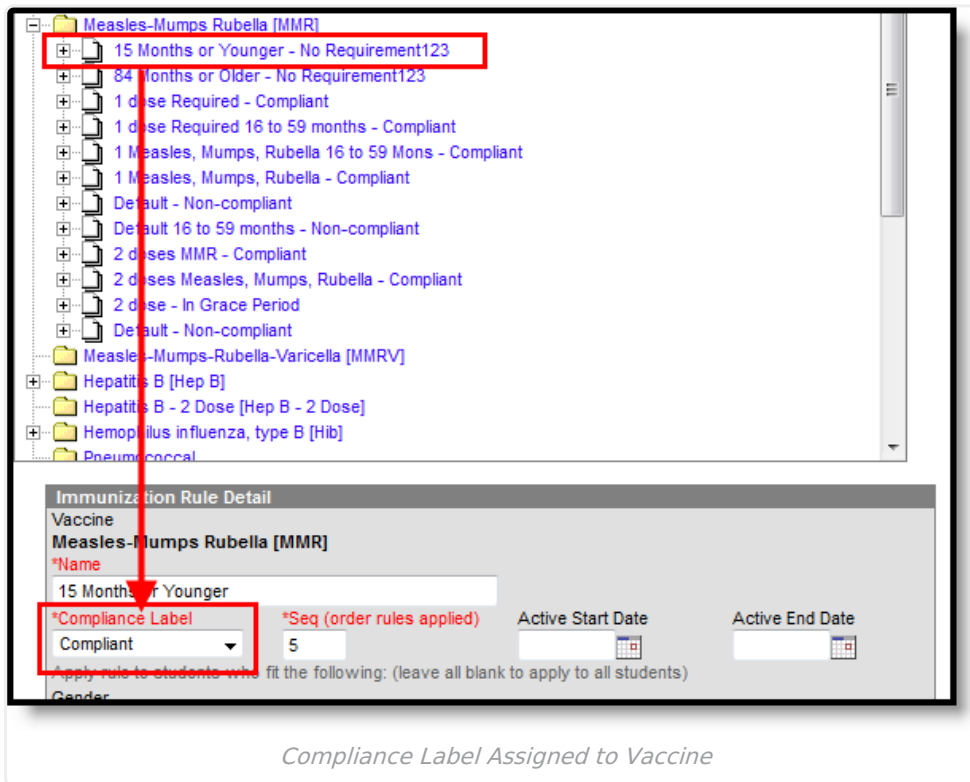 Measles-Mumps Rubella [MMR]
15 Months or Younger - No Requirement123
84 Months or Older - No Requirement123
1 dose Required - Compliant
1 dose Required 16 to 59 months - Compliant
1 Measles, Mumps, Rubella 16 to 59 Mons - Compliant
1 Measles, Mumps, Rubella - Compliant
Default - Non-compliant
Default 16 to 59 months - Non-compliant
2 doses MMR - Compliant
2 doses Measles, Mumps, Rubella - Compliant
2 dose - In Grace Period
Default - Non-compliant
Measles-Mumps-Rubella-Varicella [MMRV]
Hepatitis B [Hep B]
Hepatitis B - 2 Dose [Hep B - 2 Dose]
Hemophilus influenza, type B [Hib]
Pneumococcal
Immunization Rule Detail
Vaccine
Measles-Mumps Rubella [MMR]
*Name
15 Months or Younger
*Compliance Label *Seq (order rules applied) Active Start Date Active End Date
Compliant 5
Apply rule to students who fit the following: (leave all blank to apply to all students)
Gender
Compliance Label Assigned to Vaccine